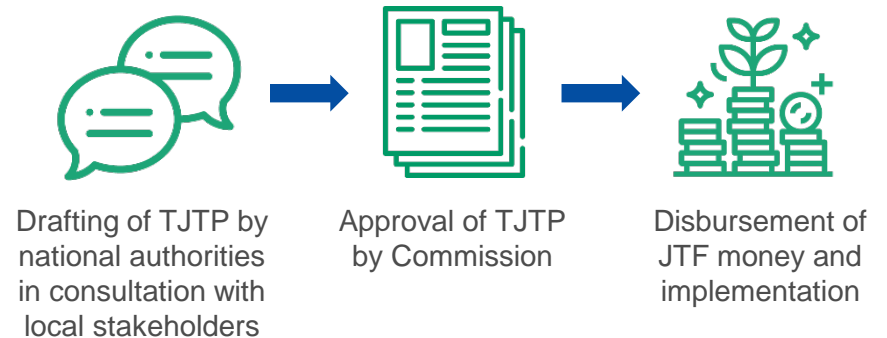 Drafting of TJTP by
national authorities
in consultation with
local stakeholders
Approval of TJTP
by Commission
Disbursement of
JTF money and
implementation